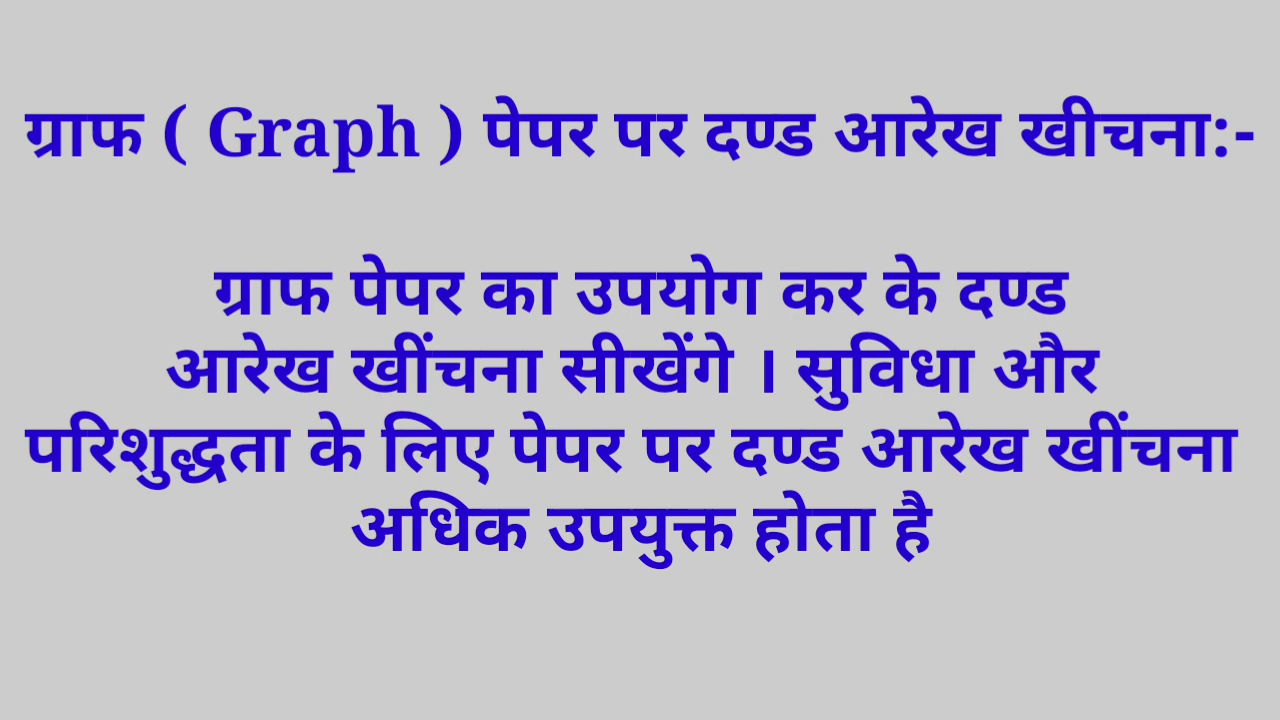 ग्राफ ( Graph ) पेपर पर दण्ड आरेख खीचना:-
ग्राफ पेपर का उपयोग कर के दण्ड
आरेख खींचना सीखेंगे । सुविधा और
परिशुद्धता के लिए पेपर पर दण्ड आरेख खींचना
अधिक उपयुक्त होता है